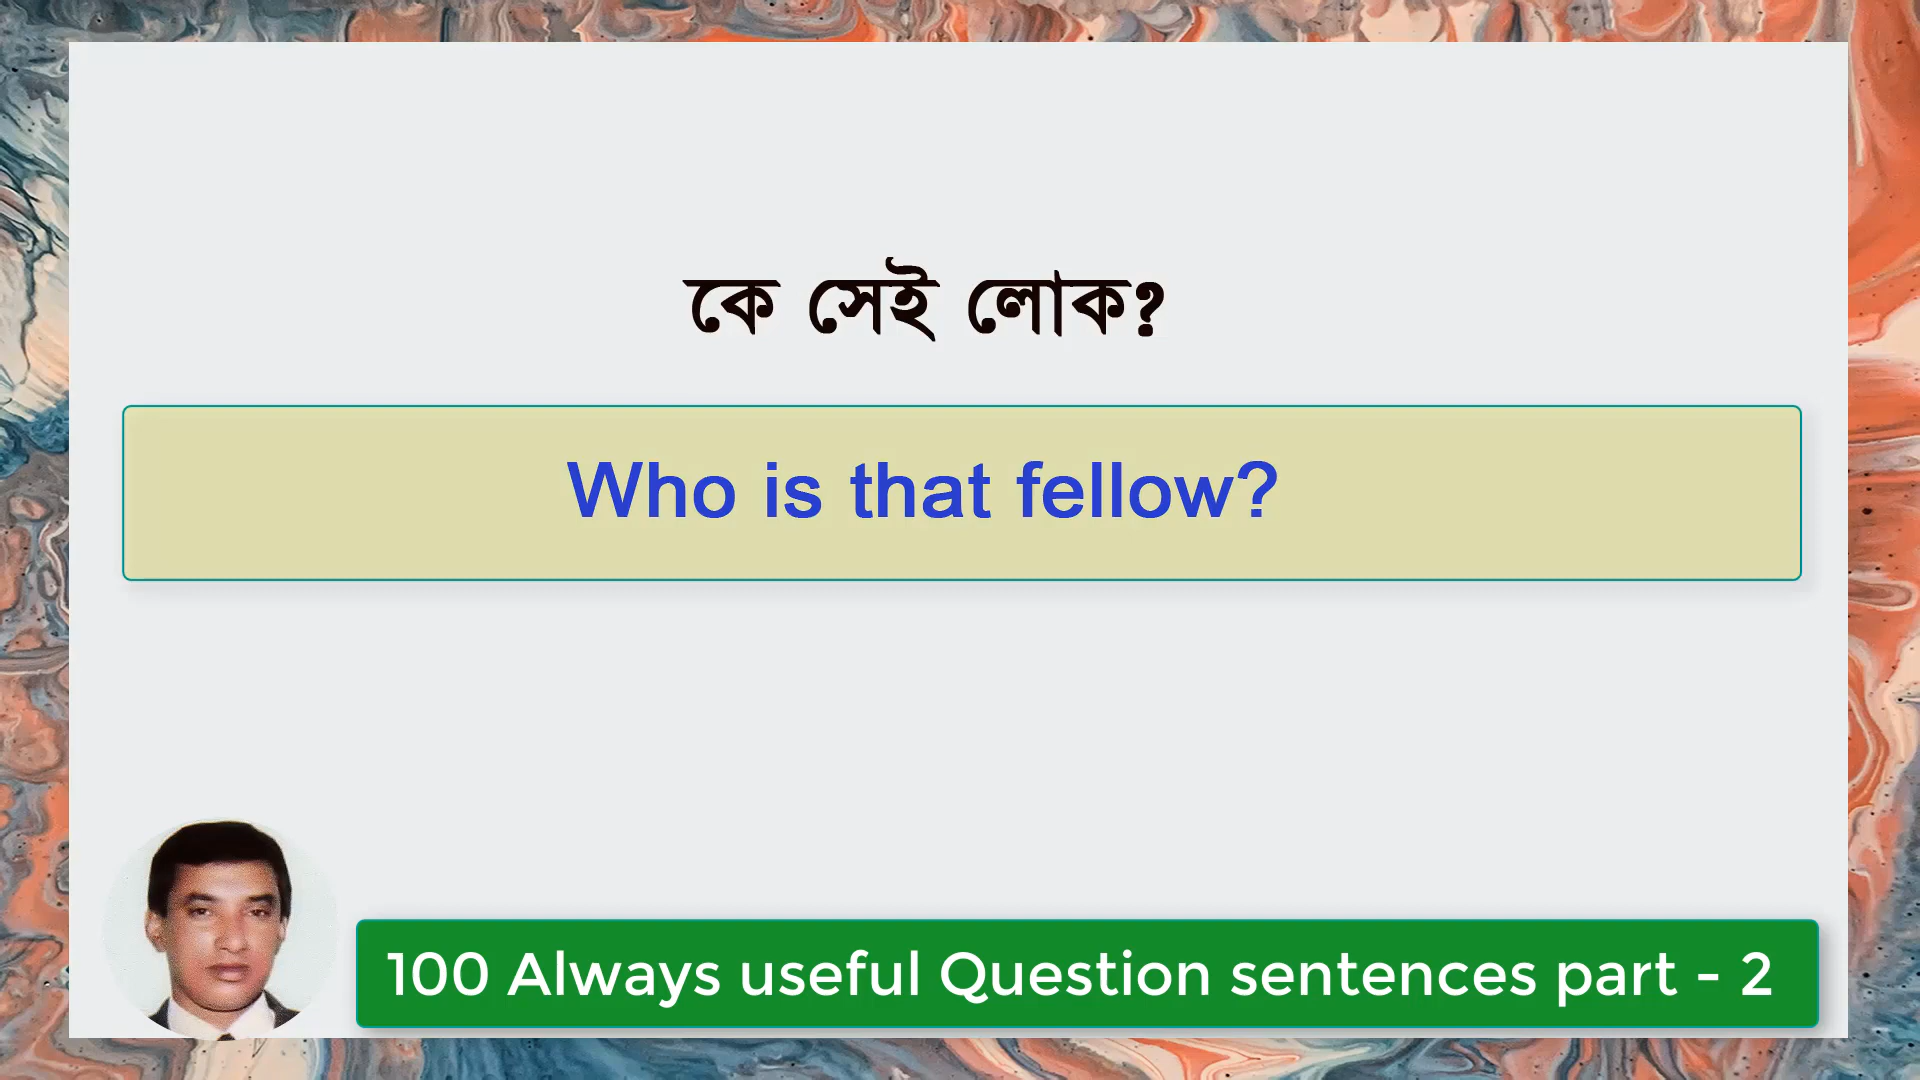 কে সেই লোক?
Who is that fellow?
100 Always useful Question sentences part - 2